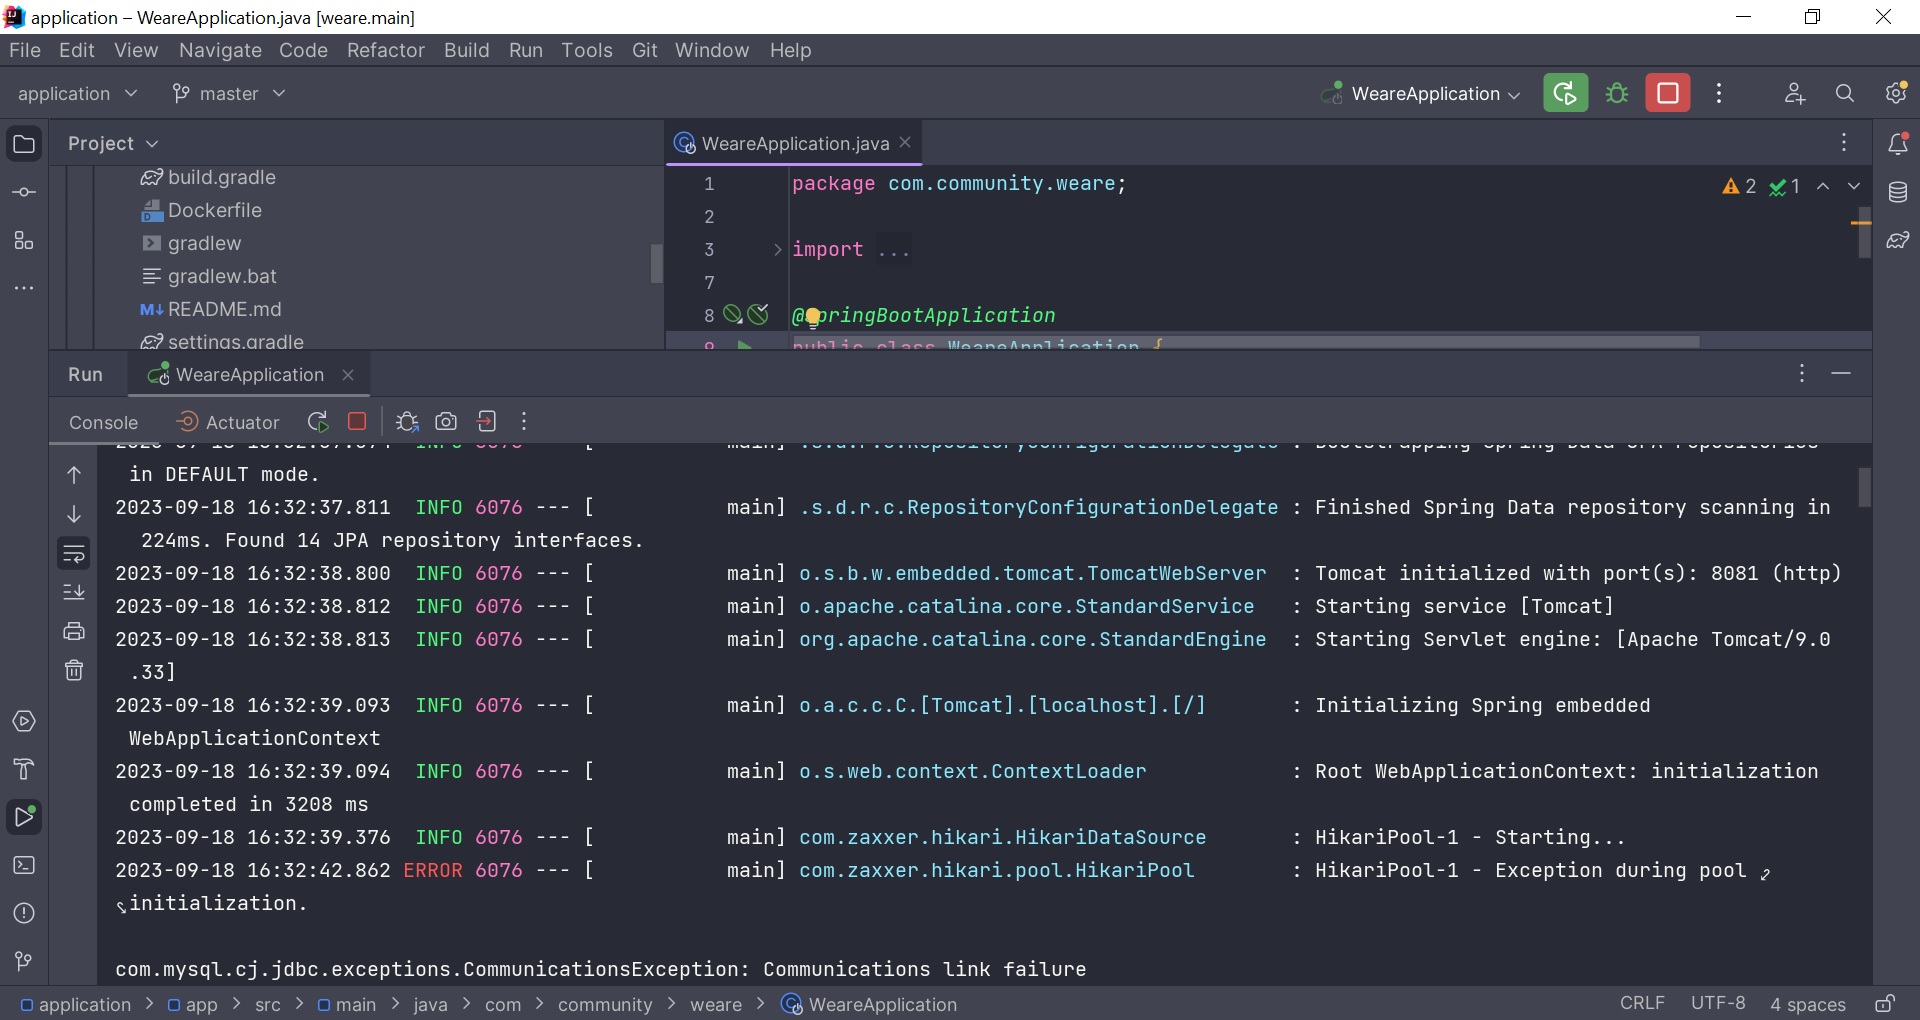 application – WeareApplication.java [weare.main]
File Edit View Navigate Code Refactor Build Run Tools Git Window Help
application master WeareApplication
Project WeareApplication.java
build.gradle
Dockerfile
gradlew
gradlew.bat
README.md
settings.gradle
1 package com.community.weare; 2 1
2
3 import ...
7
8 @SpringBootApplication
9 public class WeareApplication {
Run WeareApplication
Console Actuator
in DEFAULT mode.
2023-09-18 16:32:37.811 INFO 6076 --- [ main] .s.d.r.c.RepositoryConfigurationDelegate : Finished Spring Data repository scanning in
224ms. Found 14 JPA repository interfaces.
2023-09-18 16:32:38.800 INFO 6076 --- [ main] o.s.b.w.embedded.tomcat.TomcatWebServer : Tomcat initialized with port(s): 8081 (http)
2023-09-18 16:32:38.812 INFO 6076 --- [ main] o.apache.catalina.core.StandardService : Starting service [Tomcat]
2023-09-18 16:32:38.813 INFO 6076 --- [ main] org.apache.catalina.core.StandardEngine : Starting Servlet engine: [Apache Tomcat/9.0
.33]
2023-09-18 16:32:39.093 INFO 6076 --- [ main] o.a.c.c.C.[Tomcat].[localhost].[/] : Initializing Spring embedded
WebApplicationContext
2023-09-18 16:32:39.094 INFO 6076 --- [ main] o.s.web.context.ContextLoader : Root WebApplicationContext: initialization
completed in 3208 ms
2023-09-18 16:32:39.376 INFO 6076 --- [ main] com.zaxxer.hikari.HikariDataSource : HikariPool-1 - Starting...
2023-09-18 16:32:42.862 ERROR 6076 --- [ main] com.zaxxer.hikari.pool.HikariPool : HikariPool-1 - Exception during pool
initialization.
com.mysql.cj.jdbc.exceptions.CommunicationsException: Communications link failure
application > app > src > main > java > com > community > weare > WeareApplication CRLF UTF-8 4 spaces